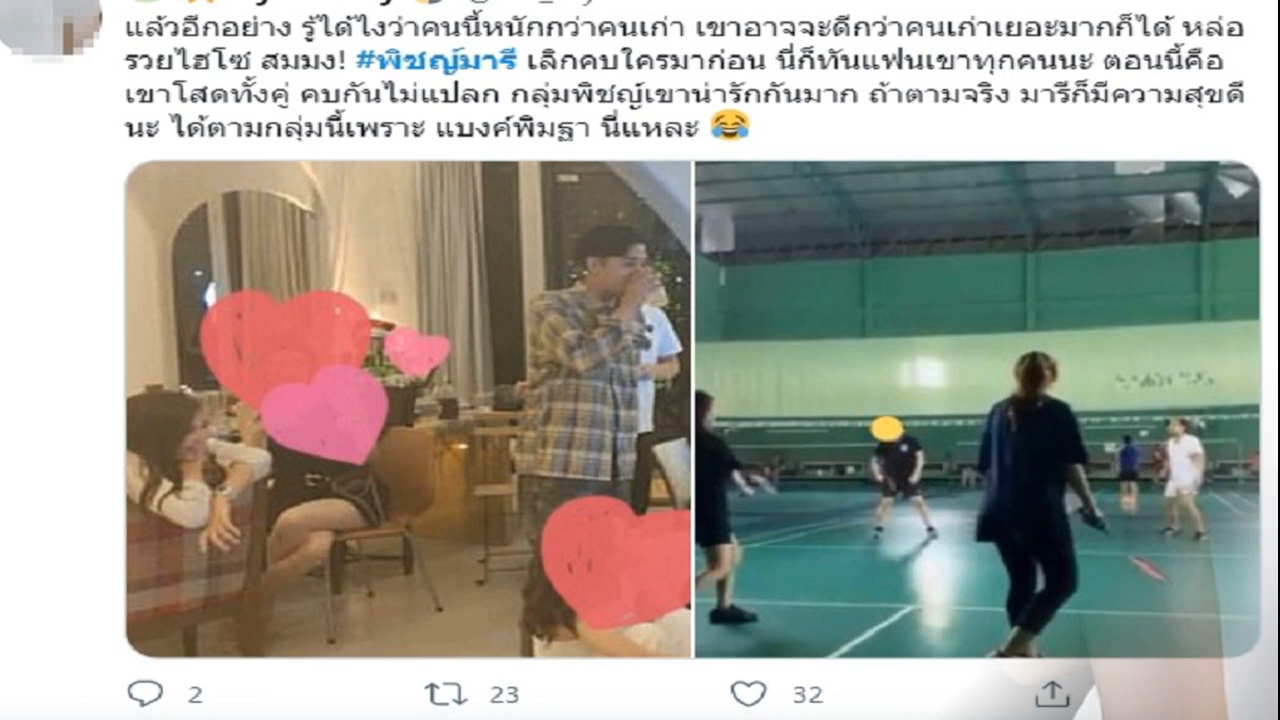 แล้วอีกอย่าง รู้ได้ไงว่าคนนี้หนักกว่าคนเก่า เขาอาจจะดีกว่าคนเก่าเยอะมากก็ได้ หล่อ
รวยไฮโซ สมมง! #พิชญ์มารี เลิกคบใครมาก่อน นี่ก็ทันแฟนเขาทุกคนนะ ตอนนี้คือ
เขาโสดทั้งคู่ คบกันไม่แปลก กลุ่มพิชญ์เขาน่ารักกันมาก ถ้าตามจริง มารีก็มีความสุขดี
นะ ได้ตามกลุ่มนี้เพราะ แบงค์พิมฐา นี่แหละ 😂
2 23 32